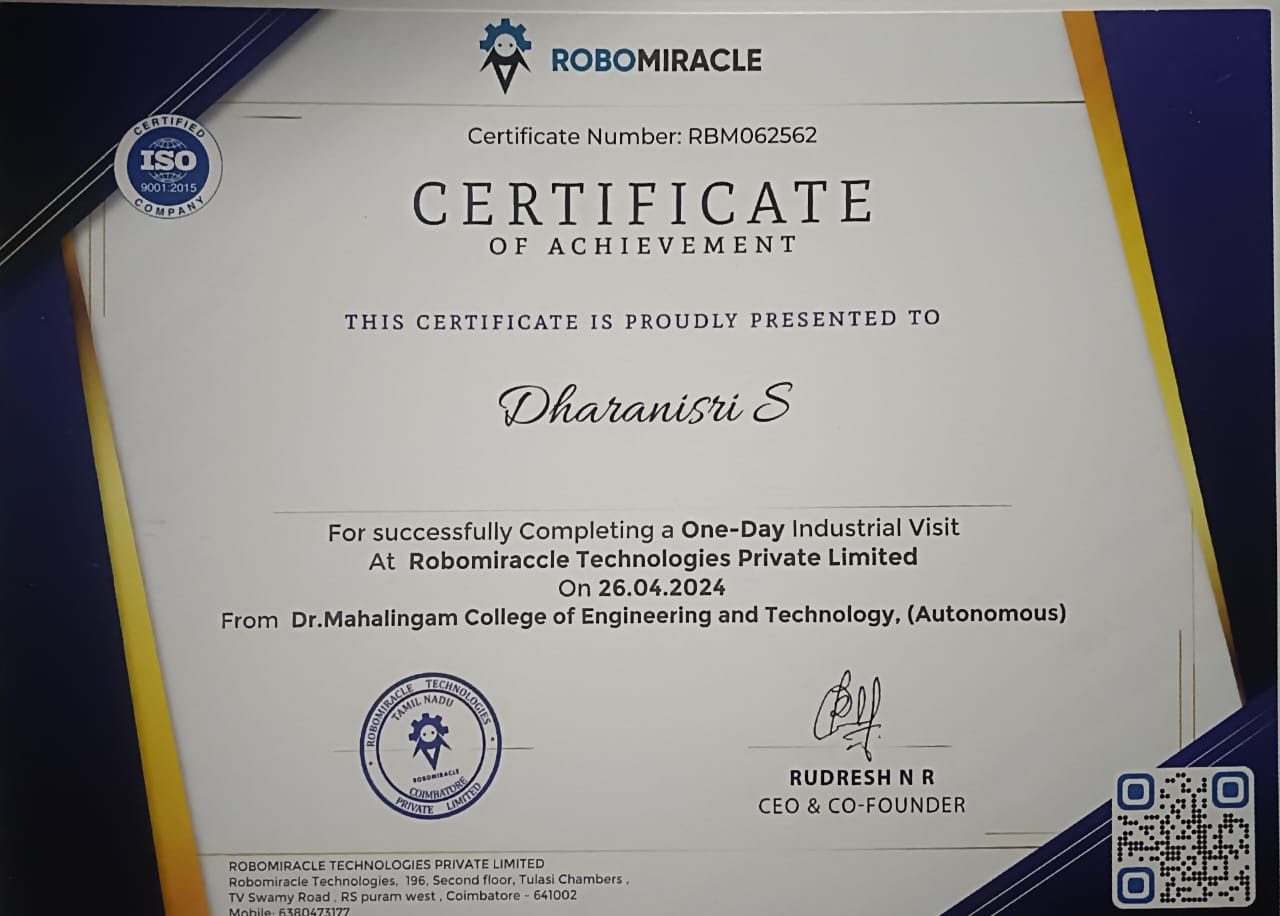 ROBOMIRACLE
Certificate Number: RBM062562
CERTIFIED
ISO
9001:2015
COMPANY
CERTIFICATE
OF ACHIEVEMENT
THIS CERTIFICATE IS PROUDLY PRESENTED TO
Dharanisri S
For successfully Completing a One-Day Industrial Visit
At Robomiraccle Technologies Private Limited
On 26.04.2024
From Dr.Mahalingam College of Engineering and Technology, (Autonomous)
ROBOMIRACLE TECHNOLOGIES
TAMIL NADU
ROBOMIRACLE
COIMBATORE
PRIVATE LIMITED
RUDRESH N R
CEO & CO-FOUNDER
ROBOMIRACLE TECHNOLOGIES PRIVATE LIMITED
Robomiracle Technologies, 196, Second floor, Tulasi Chambers ,
TV Swamy Road , RS puram west , Coimbatore - 641002
Mobile: 6380473177